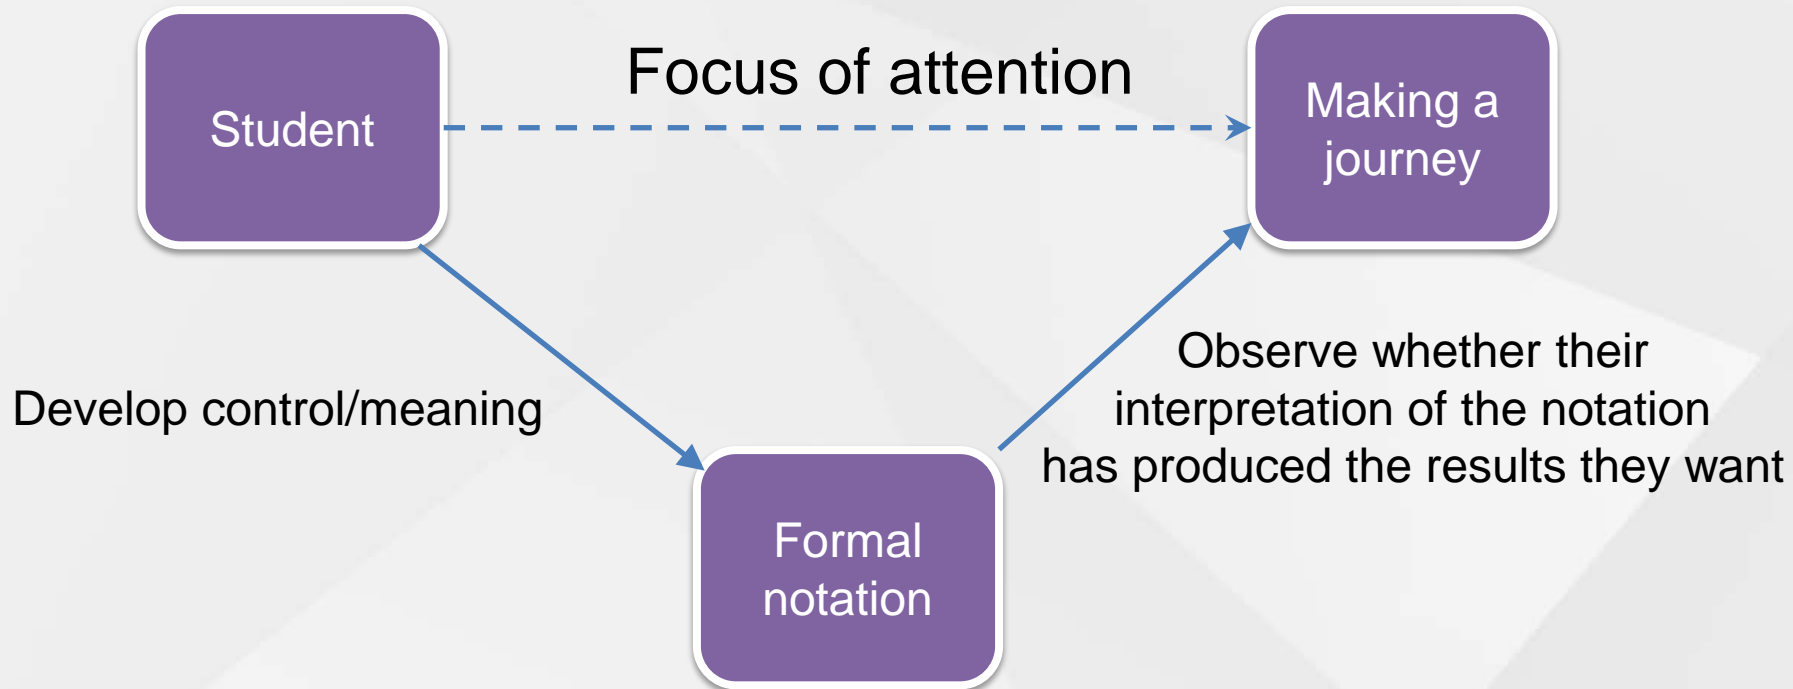 Focus of attention
Student
Making a
journey
Develop control/meaning
Observe whether their
interpretation of the notation
has produced the results they want
Formal
notation